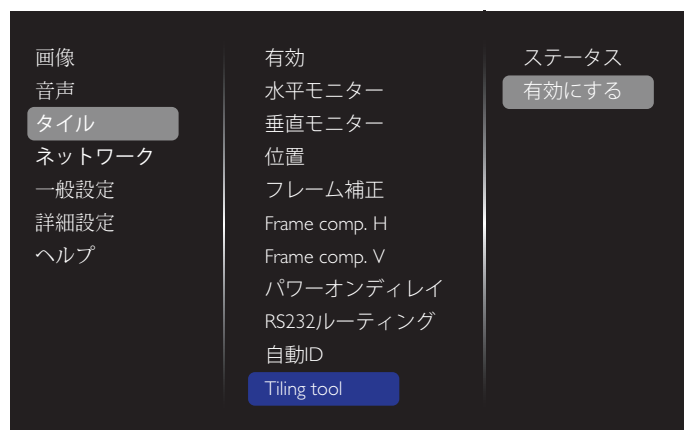 画像
音声
タイル
ネットワーク
一般設定
詳細設定
ヘルプ
有効
水平モニター
垂直モニター
位置
フレーム補正
Frame comp. H
Frame comp. V
パワーオンディレイ
RS232ルーティング
自動ID
Tiling tool
ステータス
有効にする